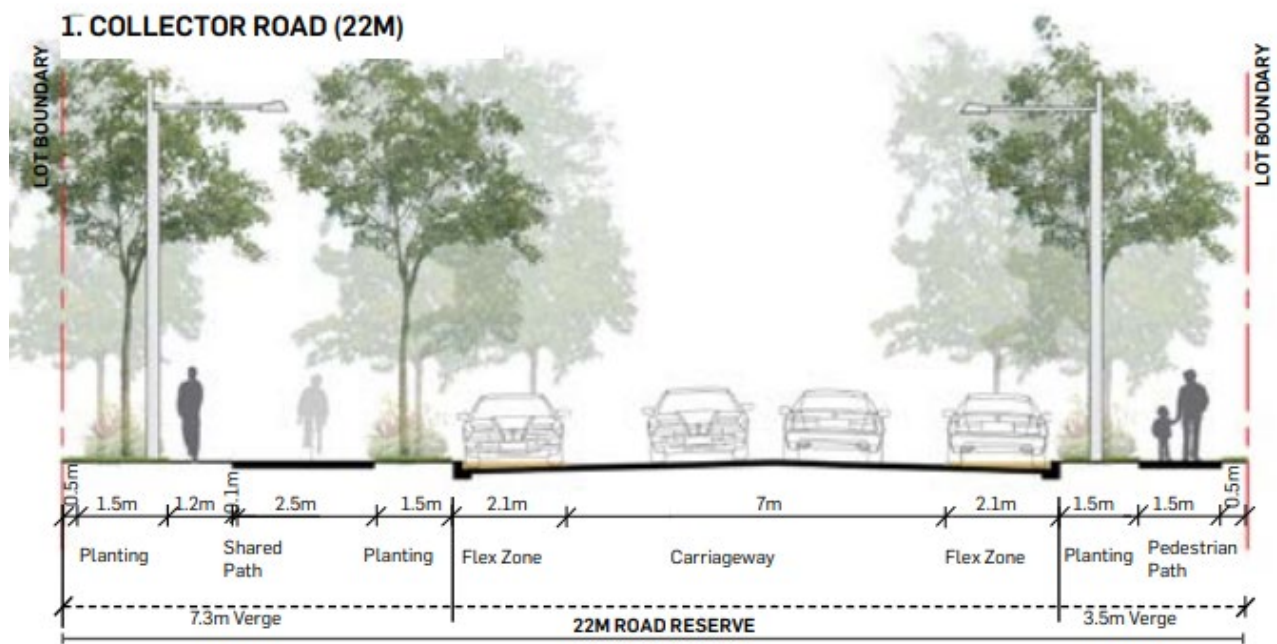 1. COLLECTOR ROAD (22M)
LOT BOUNDARY
LOT BOUNDARY
0.5m
1.5m
1.2m
0.1m
2.5m
1.5m
2.1m
7m
2.1m
1.5m
1.5m
0.5m
Planting
Shared
Path
Planting
Flex Zone
Carriageway
Flex Zone
Planting
Pedestrian
Path
7.3m Verge
22M ROAD RESERVE
3.5m Verge